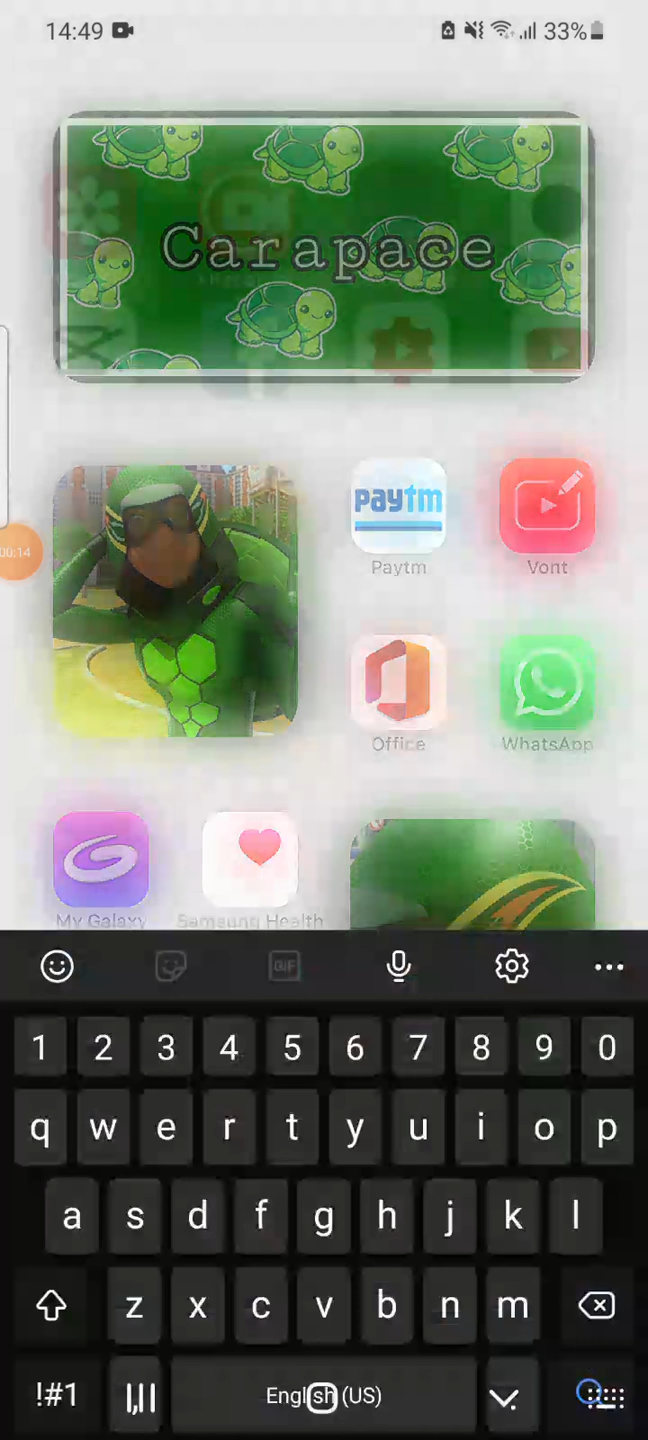 14:49 33%
Carapace
00:14
paytm
Paytm Vont
Office WhatsApp
My Galaxy Samsung Health
GIF
1 2 3 4 5 6 7 8 9 0
q w e r t y u i o p
a s d f g h j k l
z x c v b n m
!#1 English (US)